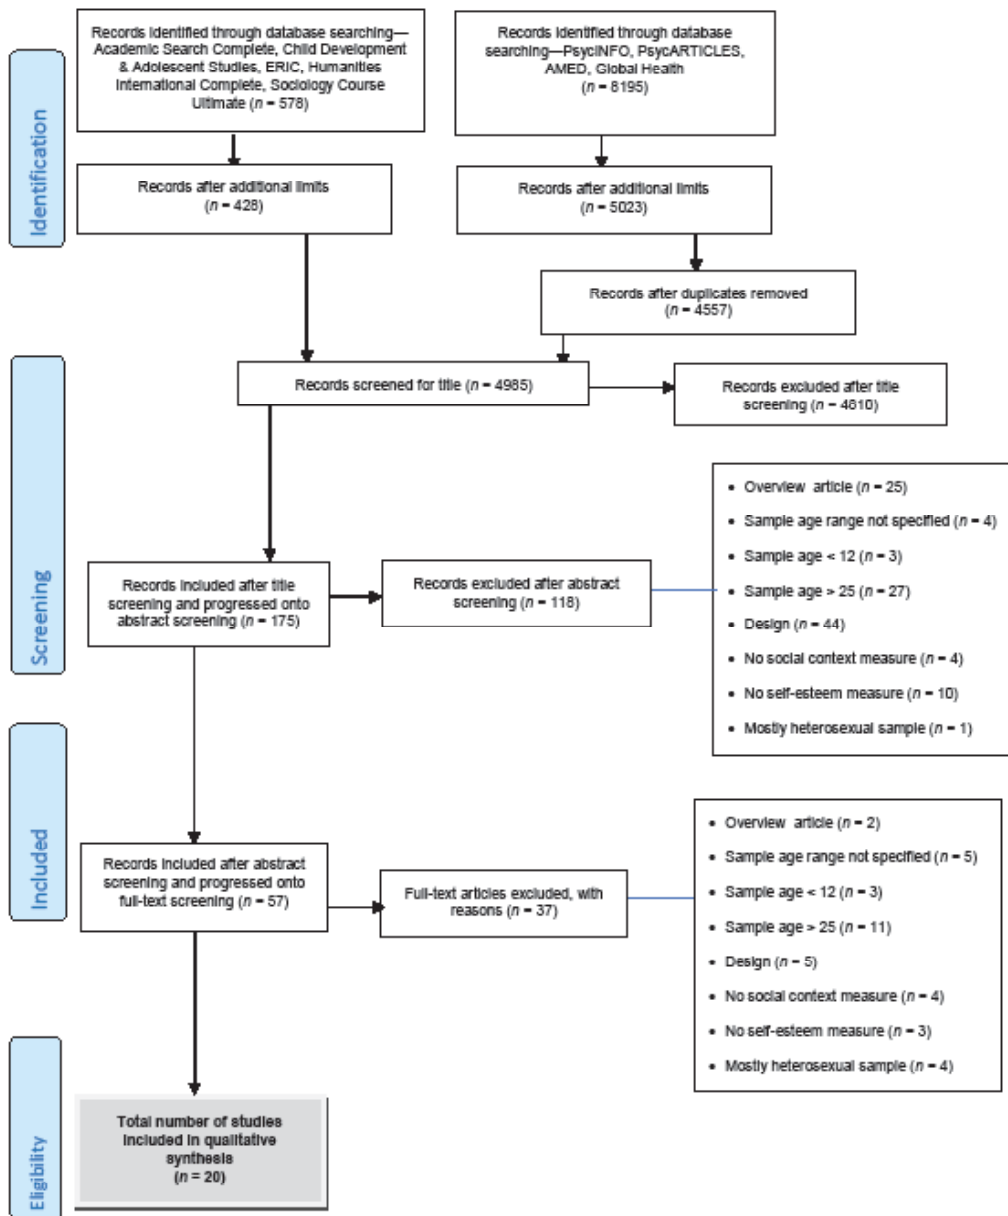 Records identified through database searching—
Academic Search Complete, Child Development
& Adolescent Studies, ERIC, Humanities
International Complete, Sociology Course
Ultimate (n = 578)
Records identified through database
searching—PsycINFO, PsycARTICLES,
AMED, Global Health
(n = 8195)
Identification
Records after additional limits
(n = 428)
Records after additional limits
(n = 5023)
Records after duplicates removed
(n = 4557)
Screening
Records screened for title (n = 4985)
Records excluded after title
screening (n = 4810)
Records included after title
screening and progressed onto
abstract screening (n = 175)
Records excluded after abstract
screening (n = 118)
• Overview article (n = 25)
• Sample age range not specified (n = 4)
• Sample age < 12 (n = 3)
• Sample age > 25 (n = 27)
• Design (n = 44)
• No social context measure (n = 4)
• No self-esteem measure (n = 10)
• Mostly heterosexual sample (n = 1)
Included
Records included after abstract
screening and progressed onto
full-text screening (n = 57)
Full-text articles excluded, with
reasons (n = 37)
• Overview article (n = 2)
• Sample age range not specified (n = 5)
• Sample age < 12 (n = 3)
• Sample age > 25 (n = 11)
• Design (n = 5)
• No social context measure (n = 4)
• No self-esteem measure (n = 3)
• Mostly heterosexual sample (n = 4)
Eligibility
Total number of studies
included in qualitative
synthesis
(n = 20)